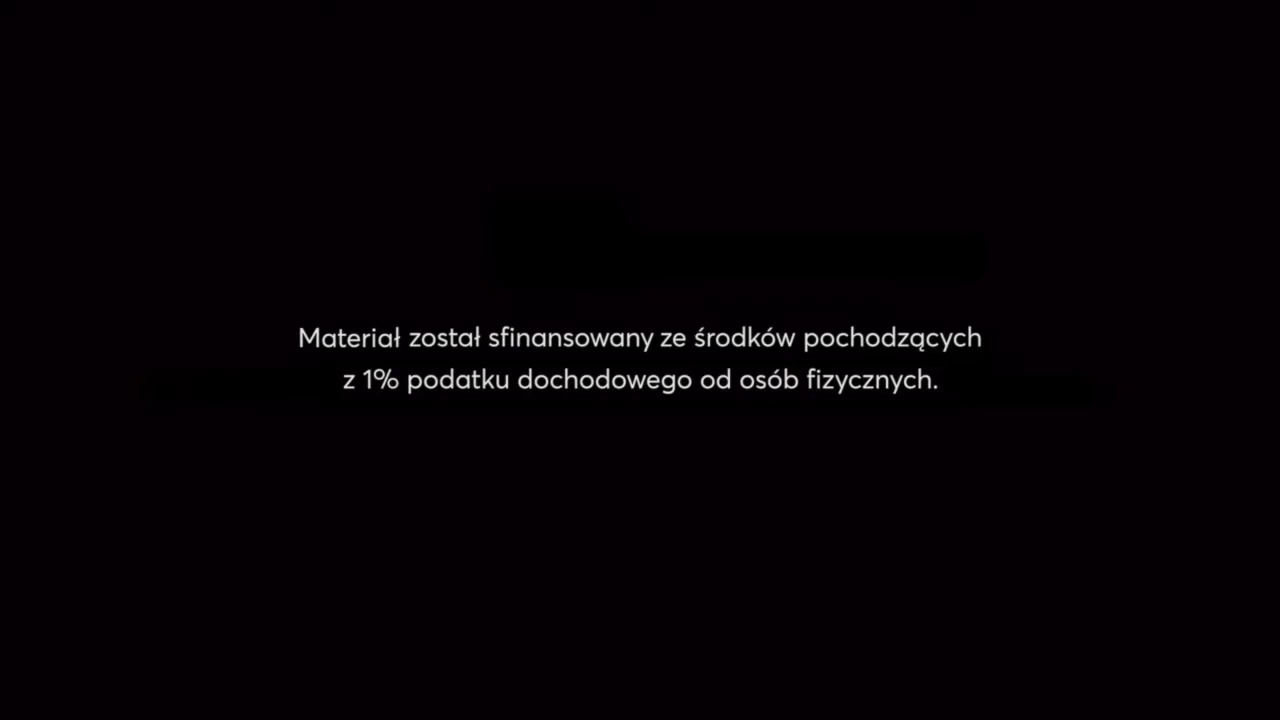 Materiał został sfinansowany ze środków pochodzących
z 1% podatku dochodowego od osób fizycznych.